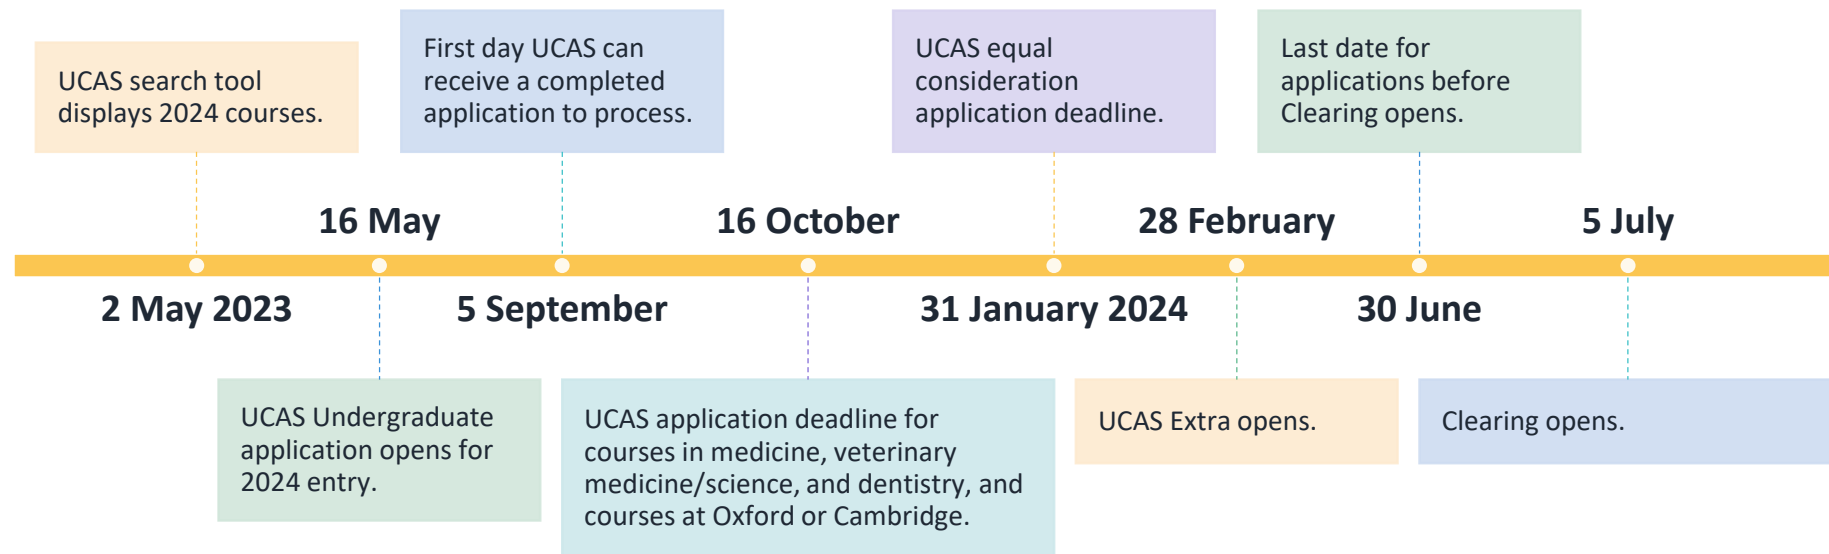 UCAS search tool
displays 2024 courses.
First day UCAS can
receive a completed
application to process.
UCAS equal
consideration
application deadline.
Last date for
applications before
Clearing opens.
16 May
16 October
28 February
5 July
2 May 2023
5 September
31 January 2024
30 June
UCAS Undergraduate
application opens for
2024 entry.
UCAS application deadline for
courses in medicine, veterinary
medicine/science, and dentistry, and
courses at Oxford or Cambridge.
UCAS Extra opens.
Clearing opens.